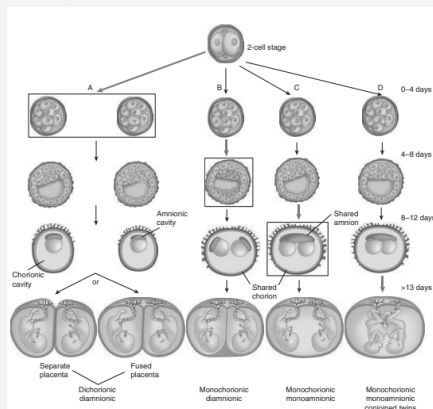 2-cell stage
A
B
C
D
0–4 days
4–8 days
Amnionic
cavity
Shared
amnion
8–12 days
Chorionic
cavity
Shared
chorion
or
>13 days
Separate
placenta
Fused
placenta
Dichorionic
diamnionic
Monochorionic
diamnionic
Monochorionic
monoamnionic
Monochorionic
monoamnionic
conjoined twins